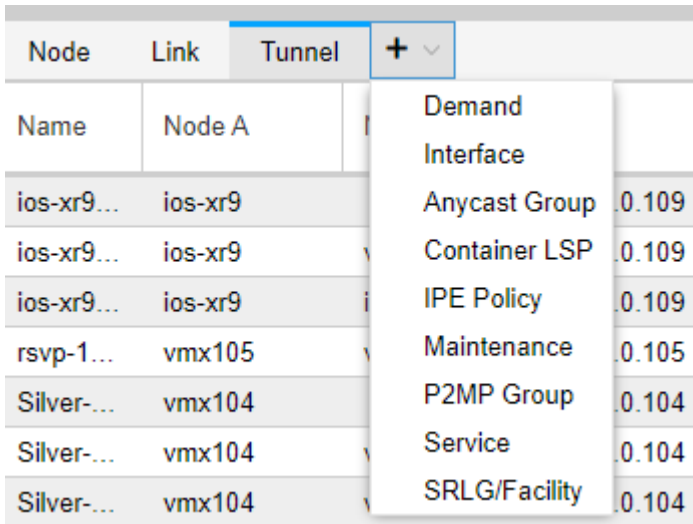 Node Link Tunnel +
Demand
Name Node A
Interface
ios-xr9... ios-xr9 Anycast Group .0.109
ios-xr9... ios-xr9 Container LSP .0.109
ios-xr9... ios-xr9 IPE Policy .0.109
rsvp-1... vmx105 Maintenance .0.105
Silver-... vmx104 P2MP Group .0.104
Silver-... vmx104 Service .0.104
Silver-... vmx104 SRLG/Facility .0.104